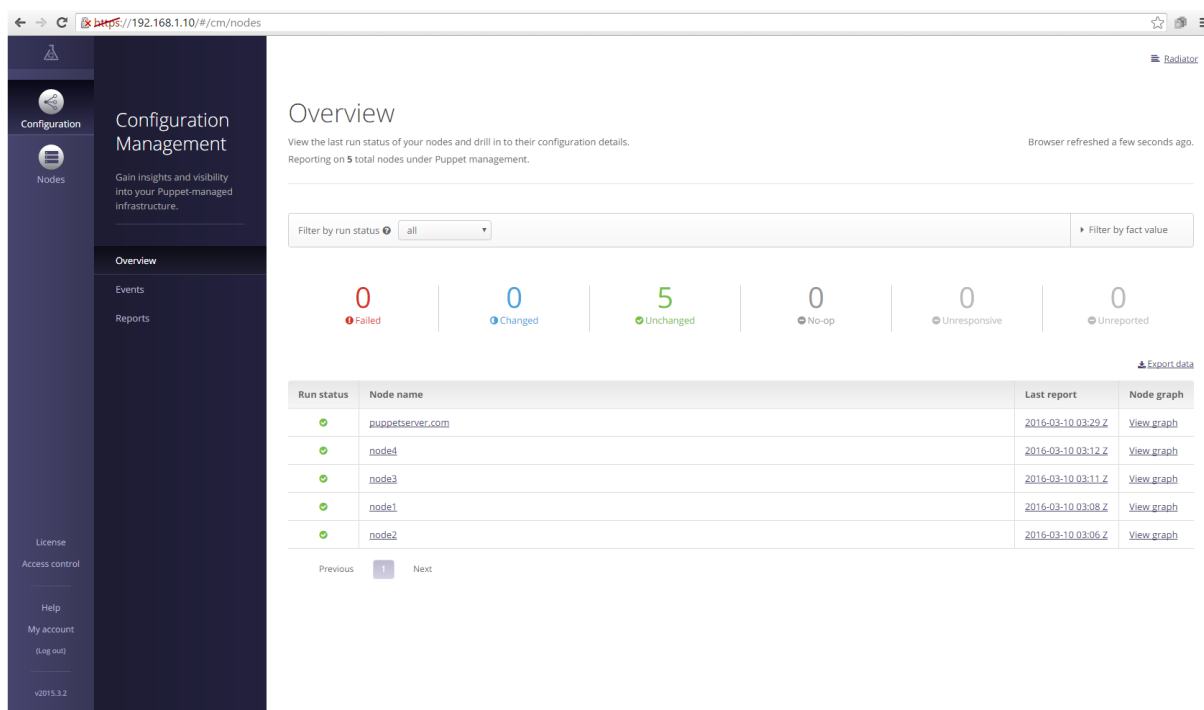 https://192.168.1.10/#/cm/nodes
Radiator
Configuration
Nodes
Configuration
Management
Gain insights and visibility
into your Puppet-managed
infrastructure.
Overview
Events
Reports
License
Access control
Help
My account
(Log out)
v2015.3.2
Overview
View the last run status of your nodes and drill in to their configuration details.
Browser refreshed a few seconds ago.
Reporting on 5 total nodes under Puppet management.
Filter by run status all
Filter by fact value
0 0 5 0 0 0
Failed Changed Unchanged No-op Unresponsive Unreported
Export data
Run status Node name Last report Node graph
puppetserver.com 2016-03-10 03:29 Z View graph
node4 2016-03-10 03:12 Z View graph
node3 2016-03-10 03:11 Z View graph
node1 2016-03-10 03:08 Z View graph
node2 2016-03-10 03:06 Z View graph
Previous 1 Next